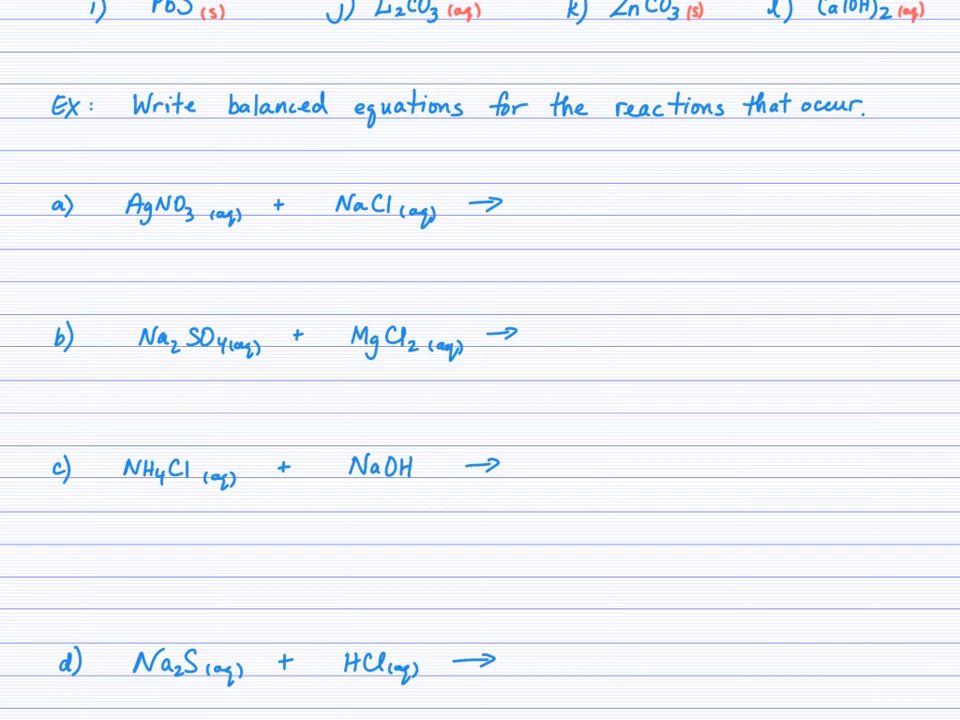 i) PbS (s) j) Li₂CO₃ (aq) k) ZnCO₃ (s) l) Ca(OH)₂ (aq)
Ex: Write balanced equations for the reactions that occur.
a) AgNO₃ (aq) + NaCl (aq) →
b) Na₂SO₄ (aq) + MgCl₂ (aq) →
c) NH₄Cl (aq) + NaOH →
d) Na₂S (aq) + HCl (aq) →